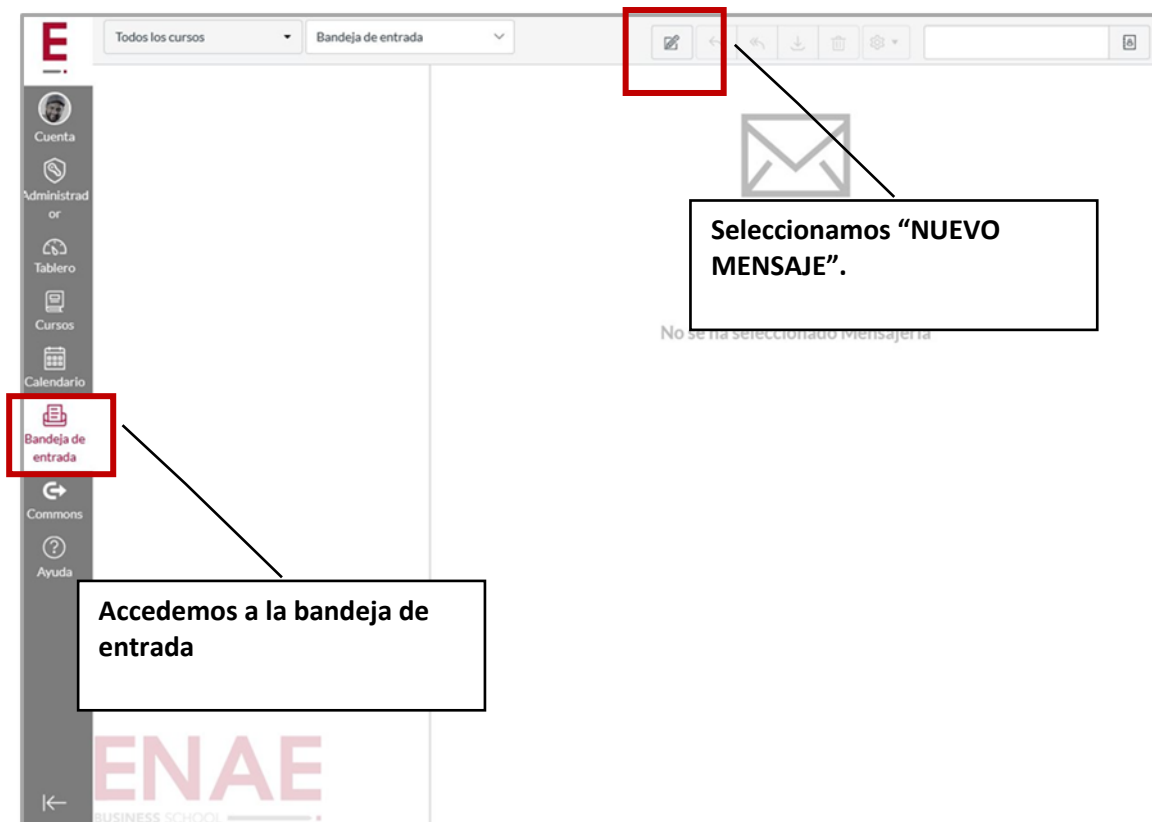 E
Todos los cursos
Bandeja de entrada
Cuenta
Administrad
or
Tablero
Cursos
Calendario
Bandeja de
entrada
Commons
Ayuda
Seleccionamos “NUEVO
MENSAJE”.
No se ha seleccionado Mensajería
Accedemos a la bandeja de
entrada
ENAE
BUSINESS SCHOOL